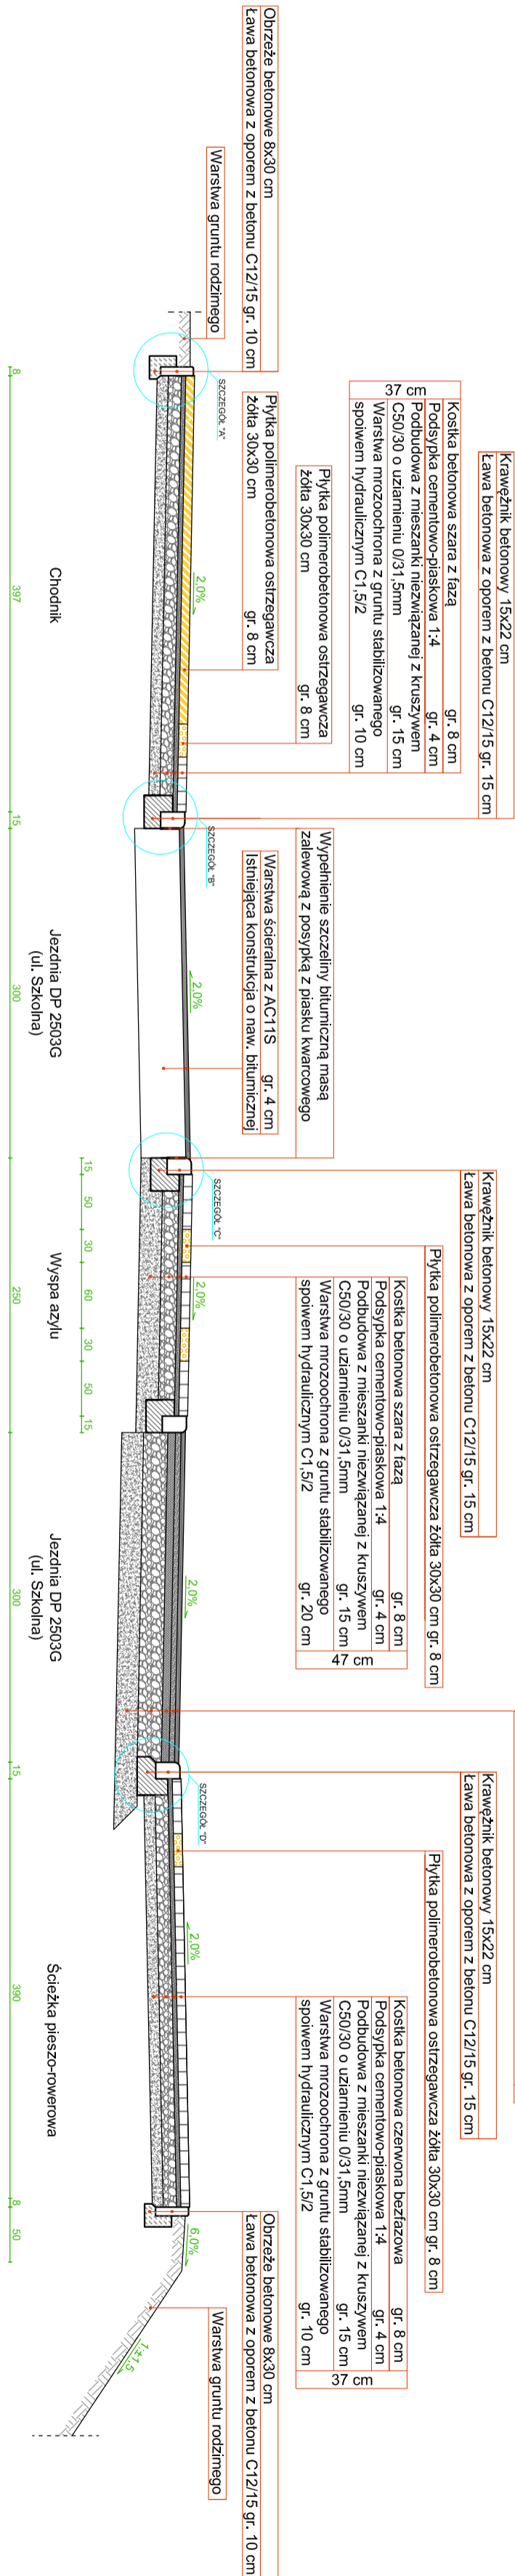 Obrzeże betonowe 8x30 cm
Ława betonowa z oporem z betonu C12/15 gr. 10 cm
Warstwa gruntu rodzimego
SZCZEGÓŁ "A"
Płytka polimerobetonowa ostrzegawcza
żółta 30x30 cm gr. 8 cm
Płytka polimerobetonowa ostrzegawcza
żółta 30x30 cm gr. 8 cm
37 cm
Kostka betonowa szara z fazą gr. 8 cm
Podsypka cementowo-piaskowa 1:4 gr. 4 cm
Podbudowa z mieszanki niezwiązanej z kruszywem
C50/30 o uziarnieniu 0/31,5mm gr. 15 cm
Warstwa mrozoochrona z gruntu stabilizowanego
spoiwem hydraulicznym C1,5/2 gr. 10 cm
Krawężnik betonowy 15x22 cm
Ława betonowa z oporem z betonu C12/15 gr. 15 cm
2,0%
SZCZEGÓŁ "B"
Wypełnienie szczeliny bitumiczną masą
zalewową z posypką z piasku kwarcowego
Warstwa ścieralna z AC11S gr. 4 cm
Istniejąca konstrukcja o naw. bitumicznej
2,0%
SZCZEGÓŁ "C"
Krawężnik betonowy 15x22 cm
Ława betonowa z oporem z betonu C12/15 gr. 15 cm
Płytka polimerobetonowa ostrzegawcza żółta 30x30 cm gr. 8 cm
Kostka betonowa szara z fazą gr. 8 cm
Podsypka cementowo-piaskowa 1:4 gr. 4 cm
Podbudowa z mieszanki niezwiązanej z kruszywem
C50/30 o uziarnieniu 0/31,5mm gr. 15 cm
Warstwa mrozoochrona z gruntu stabilizowanego
spoiwem hydraulicznym C1,5/2 gr. 20 cm
47 cm
2,0%
2,0%
SZCZEGÓŁ "D"
Krawężnik betonowy 15x22 cm
Ława betonowa z oporem z betonu C12/15 gr. 15 cm
Płytka polimerobetonowa ostrzegawcza żółta 30x30 cm gr. 8 cm
Kostka betonowa czerwona bezfazowa gr. 8 cm
Podsypka cementowo-piaskowa 1:4 gr. 4 cm
Podbudowa z mieszanki niezwiązanej z kruszywem
C50/30 o uziarnieniu 0/31,5mm gr. 15 cm
Warstwa mrozoochrona z gruntu stabilizowanego
spoiwem hydraulicznym C1,5/2 gr. 10 cm
37 cm
2,0%
Obrzeże betonowe 8x30 cm
Ława betonowa z oporem z betonu C12/15 gr. 10 cm
Warstwa gruntu rodzimego
6,0%
1:±1,5
15 50 30 60 30 50 15
Chodnik
Jezdnia DP 2503G
(ul. Szkolna)
Wyspa azylu
Jezdnia DP 2503G
(ul. Szkolna)
Ścieżka pieszo-rowerowa
8 397 15 300 250 300 15 390 8 50